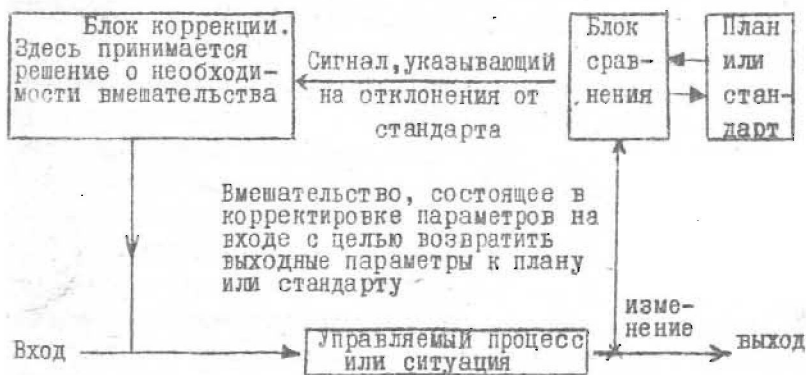 Блок коррекции.
Здесь принимается
решение о необходи-
мости вмешательства
Сигнал, указывающий
на отклонения от
стандарта
Блок
срав-
нения
План
или
стан-
дарт
Вмешательство, состоящее в
корректировке параметров на
входе с целью возвратить
выходные параметры к плану
или стандарту
изме-
нение
Вход
Управляемый процесс
или ситуация
выход